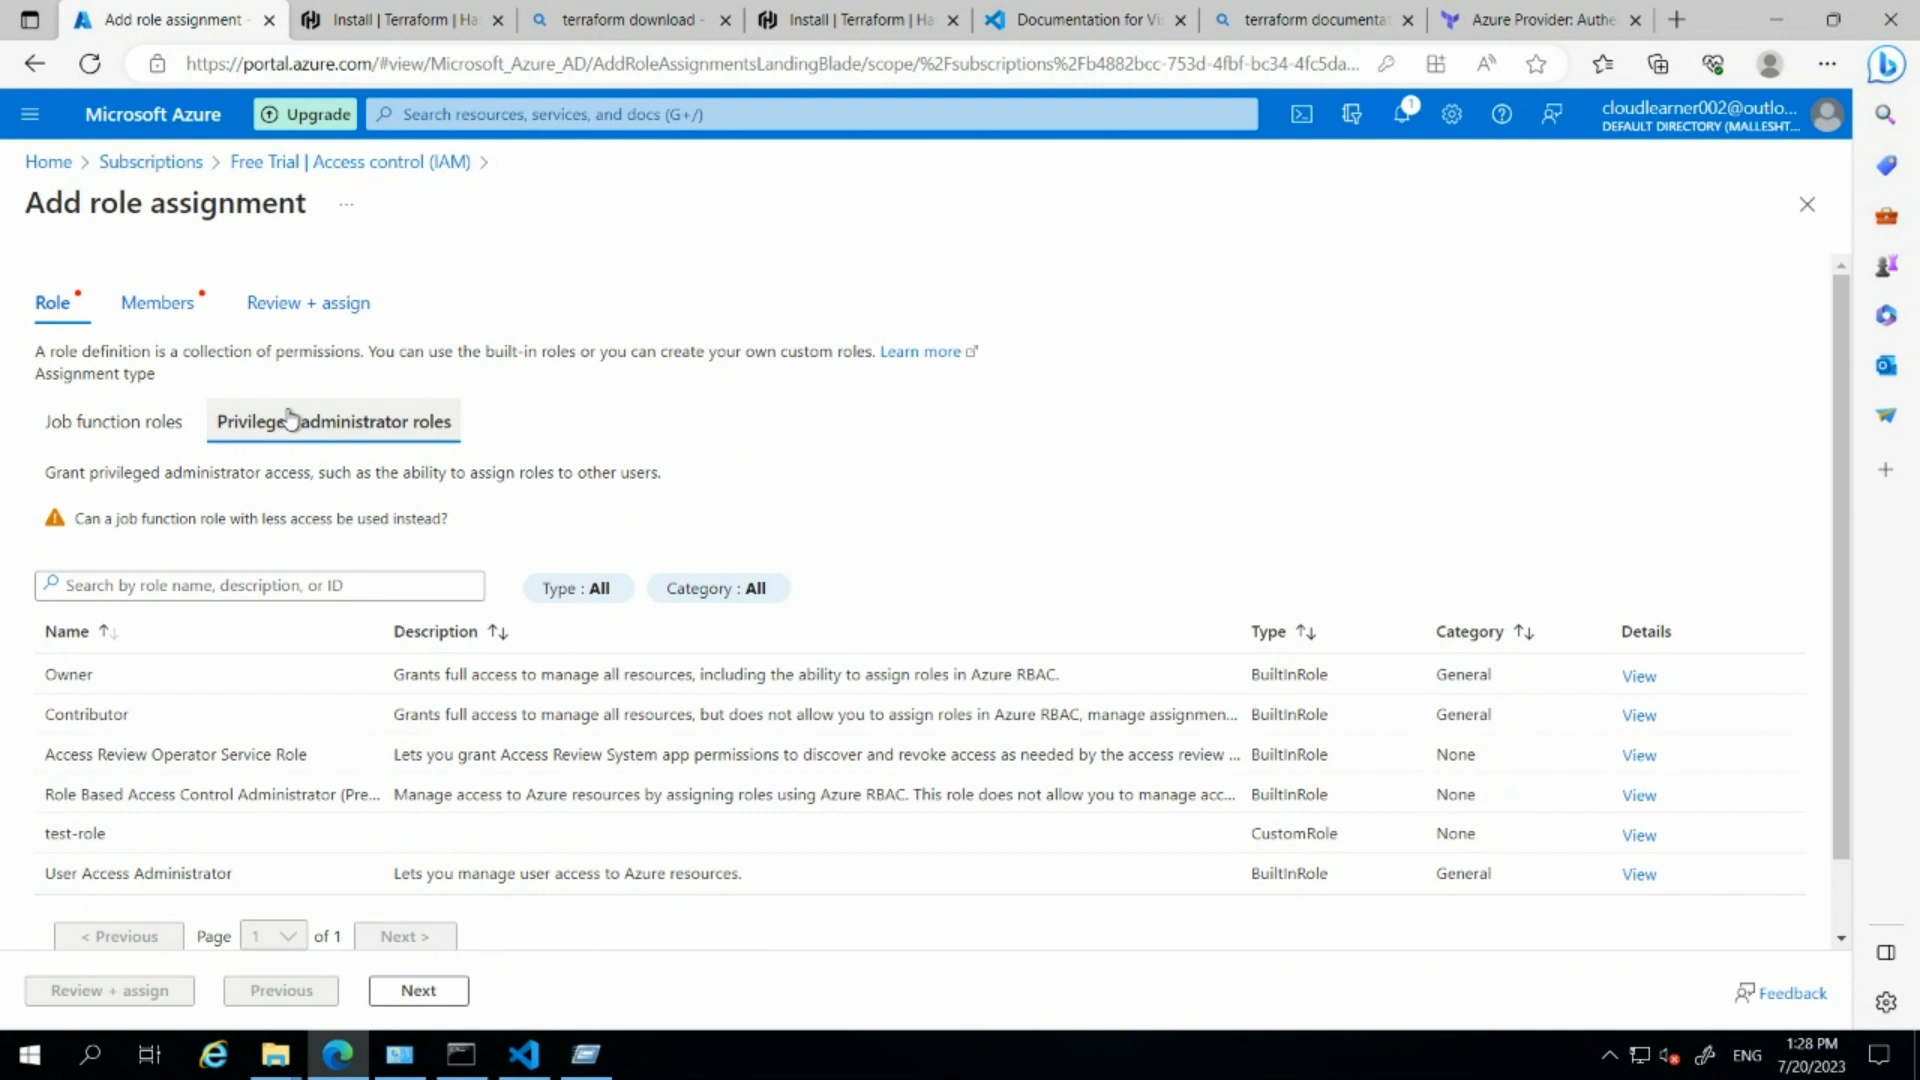 Add role assignment -
Install | Terraform | Ha
terraform download -
Install | Terraform | Ha
Documentation for Vis
terraform documenta
Azure Provider: Authe
https://portal.azure.com/#view/Microsoft_Azure_AD/AddRoleAssignmentsLandingBlade/scope/%2Fsubscriptions%2Fb4882bcc-753d-4fbf-bc34-4fc5da...
Microsoft Azure
Upgrade
Search resources, services, and docs (G+/)
1
cloudlearner002@outlo...
DEFAULT DIRECTORY (MALLESHT...
Home > Subscriptions > Free Trial | Access control (IAM) >
Add role assignment ...
Role Members Review + assign
A role definition is a collection of permissions. You can use the built-in roles or you can create your own custom roles. Learn more
Assignment type
Job function roles
Privilege administrator roles
Grant privileged administrator access, such as the ability to assign roles to other users.
Can a job function role with less access be used instead?
Search by role name, description, or ID
Type : All
Category : All
Name Description Type Category Details
Owner Grants full access to manage all resources, including the ability to assign roles in Azure RBAC. BuiltInRole General View
Contributor Grants full access to manage all resources, but does not allow you to assign roles in Azure RBAC, manage assignmen... BuiltInRole General View
Access Review Operator Service Role Lets you grant Access Review System app permissions to discover and revoke access as needed by the access review ... BuiltInRole None View
Role Based Access Control Administrator (Pre... Manage access to Azure resources by assigning roles using Azure RBAC. This role does not allow you to manage acc... BuiltInRole None View
test-role CustomRole None View
User Access Administrator Lets you manage user access to Azure resources. BuiltInRole General View
< Previous Page 1 of 1 Next >
Review + assign Previous Next
Feedback
ENG
1:28 PM
7/20/2023